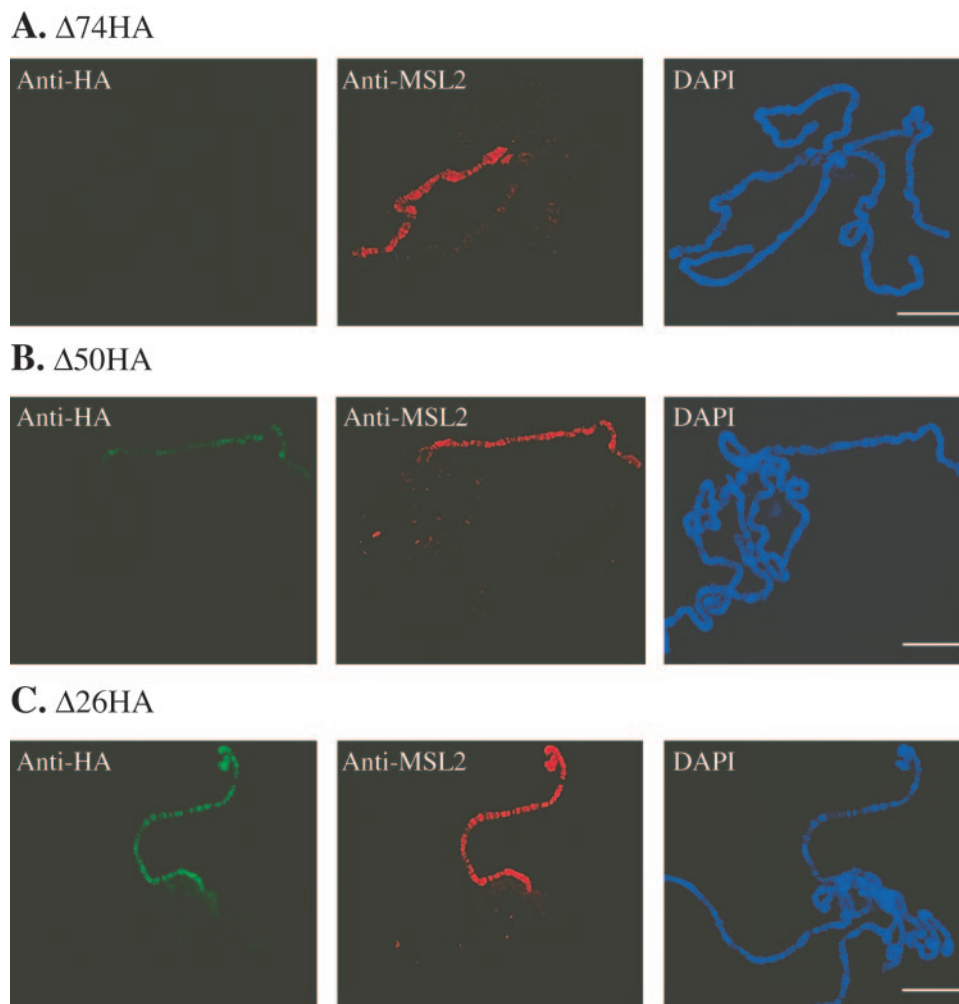 A. Δ74HA
Anti-HA Anti-MSL2 DAPI
B. Δ50HA
Anti-HA Anti-MSL2 DAPI
C. Δ26HA
Anti-HA Anti-MSL2 DAPI